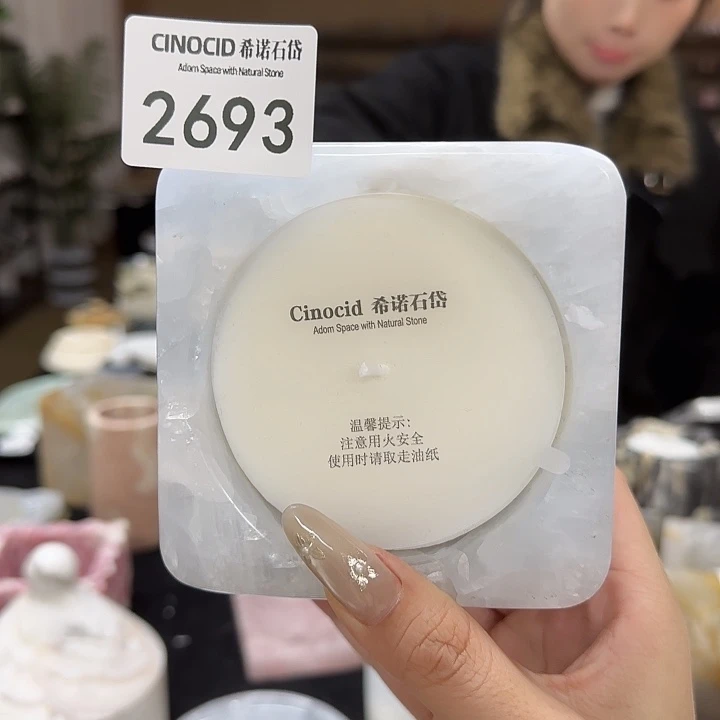 CINOCID 希诺石岱
Adorn Space with Natural Stone
2693
Cinocid 希诺石岱
Adorn Space with Natural Stone
温馨提示:
注意用火安全
使用时请取走油纸